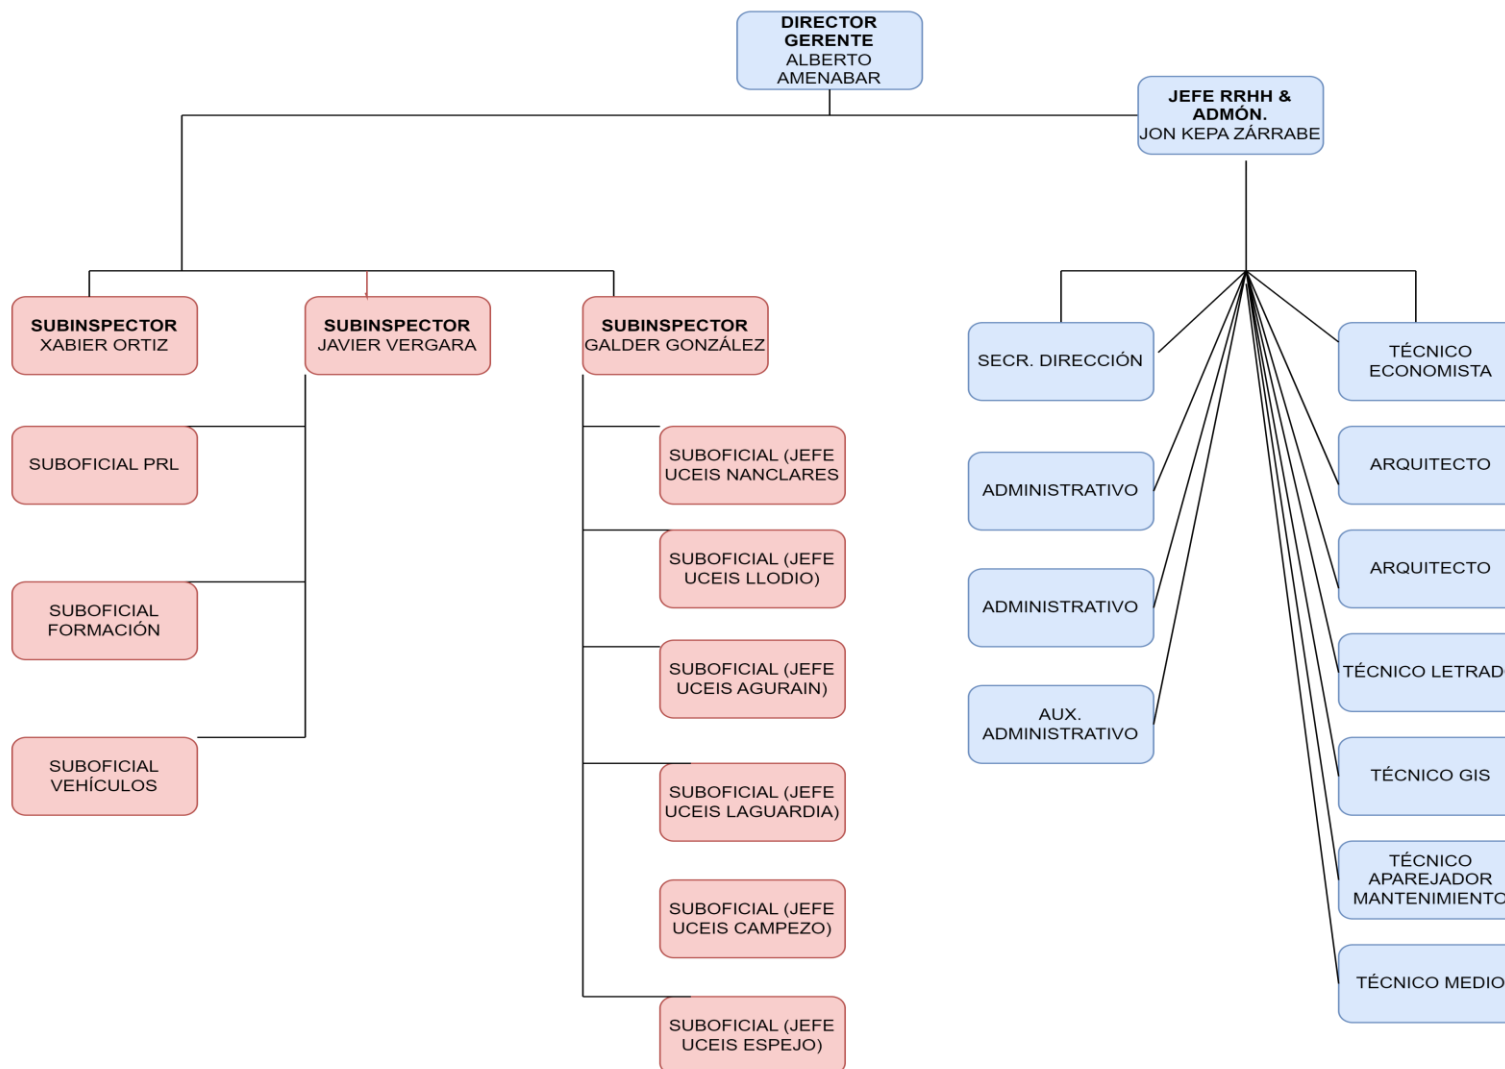 DIRECTOR
GERENTE
ALBERTO
AMENABAR
JEFE RRHH &
ADMÓN.
JON KEPA ZÁRRABE
SUBINSPECTOR
XABIER ORTIZ
SUBINSPECTOR
JAVIER VERGARA
SUBINSPECTOR
GALDER GONZÁLEZ
SUBOFICIAL PRL
SUBOFICIAL
FORMACIÓN
SUBOFICIAL
VEHÍCULOS
SUBOFICIAL (JEFE
UCEIS NANCLARES
SUBOFICIAL (JEFE
UCEIS LLODIO)
SUBOFICIAL (JEFE
UCEIS AGURAIN)
SUBOFICIAL (JEFE
UCEIS LAGUARDIA)
SUBOFICIAL (JEFE
UCEIS CAMPEZO)
SUBOFICIAL (JEFE
UCEIS ESPEJO)
SECR. DIRECCIÓN
ADMINISTRATIVO
ADMINISTRATIVO
AUX.
ADMINISTRATIVO
TÉCNICO
ECONOMISTA
ARQUITECTO
ARQUITECTO
TÉCNICO LETRADO
TÉCNICO GIS
TÉCNICO
APAREJADOR
MANTENIMIENTO
TÉCNICO MEDIO